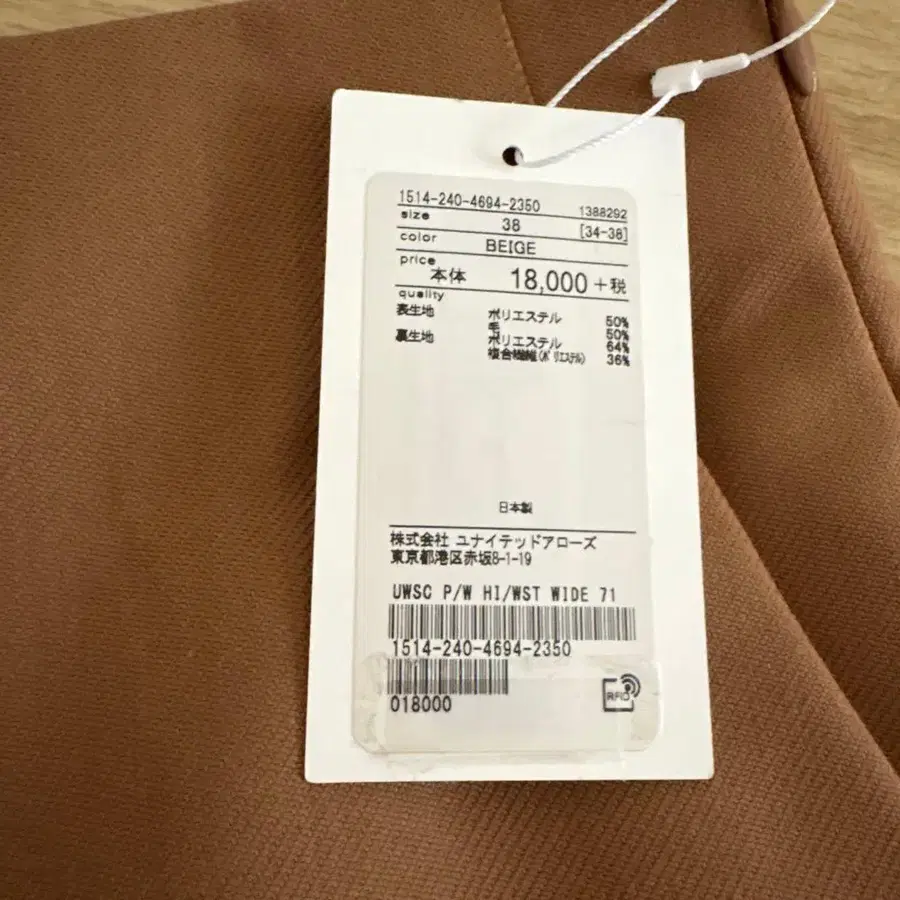 1514-240-4694-2350 1388292
size 38 [34-38]
color BEIGE
price 本体 18,000 +税
quality
表生地 ポリエステル 50%
毛 50%
裏生地 ポリエステル 64%
複合繊維(ポリエステル) 36%
日本製
株式会社 ユナイテッドアローズ
東京都港区赤坂8-1-19
UWSC P/W HI/WST WIDE 71
1514-240-4694-2350
RFID
018000